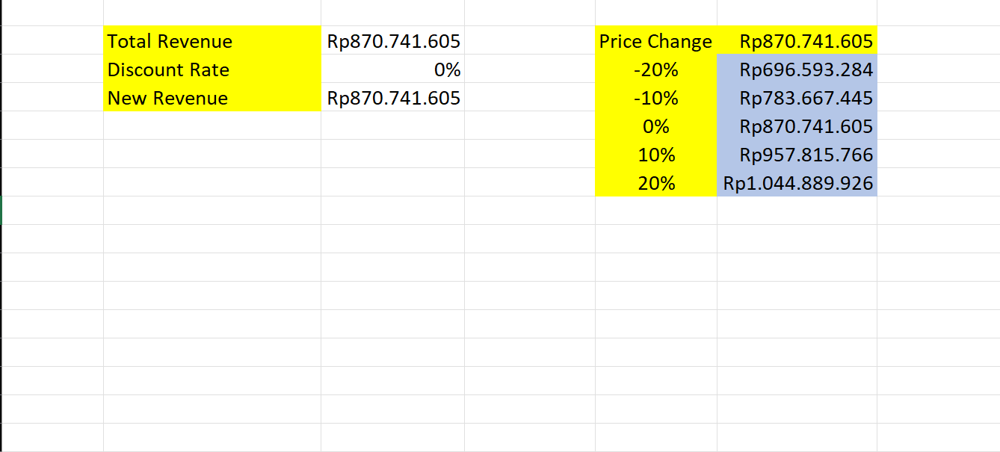 Total Revenue Rp870.741.605
Discount Rate 0%
New Revenue Rp870.741.605
Price Change Rp870.741.605
-20% Rp696.593.284
-10% Rp783.667.445
0% Rp870.741.605
10% Rp957.815.766
20% Rp1.044.889.926